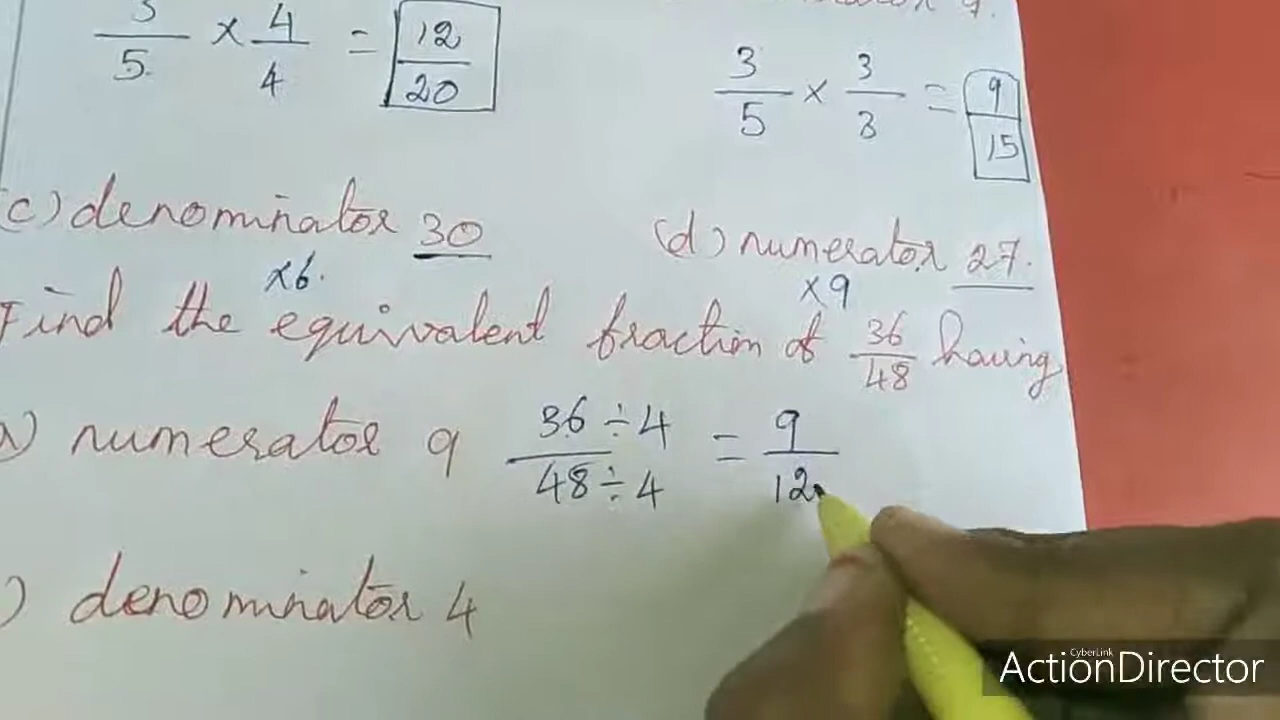 3/5 × 4/4 = 12/20
3/5 × 3/3 = 9/15
(c) denominator 30
×6.
(d) numerator 27.
×9
Find the equivalent fraction of 36/48 having
a) numerator 9 36÷4/48÷4 = 9/12
) denominator 4
CyberLink
ActionDirector